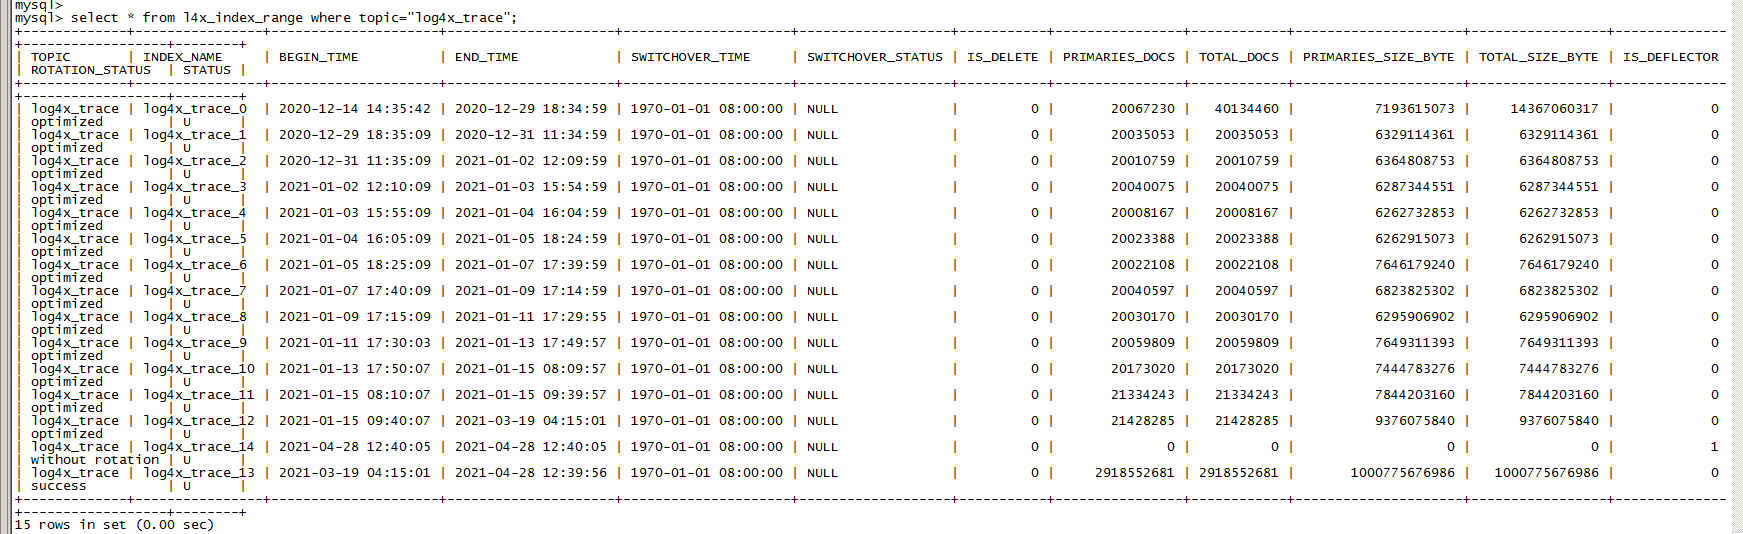 mysql>
mysql> select * from l4x_index_range where topic="log4x_trace";
+------------+----------------+---------------------+---------------------+---------------------+-------------------+-----------+----------------+------------+----------------------+------------------+--------------
+-----------------+--------+
| TOPIC | INDEX_NAME | BEGIN_TIME | END_TIME | SWITCHOVER_TIME | SWITCHOVER_STATUS | IS_DELETE | PRIMARIES_DOCS | TOTAL_DOCS | PRIMARIES_SIZE_BYTE | TOTAL_SIZE_BYTE | IS_DEFLECTOR
| ROTATION_STATUS | STATUS |
+------------+----------------+---------------------+---------------------+---------------------+-------------------+-----------+----------------+------------+----------------------+------------------+--------------
+-----------------+--------+
| log4x_trace | log4x_trace_0 | 2020-12-14 14:35:42 | 2020-12-29 18:34:59 | 1970-01-01 08:00:00 | NULL | 0 | 20067230 | 40134460 | 7193615073 | 14367060317 | 0
| optimized | U |
| log4x_trace | log4x_trace_1 | 2020-12-29 18:35:09 | 2020-12-31 11:34:59 | 1970-01-01 08:00:00 | NULL | 0 | 20035053 | 20035053 | 6329114361 | 6329114361 | 0
| optimized | U |
| log4x_trace | log4x_trace_2 | 2020-12-31 11:35:09 | 2021-01-02 12:09:59 | 1970-01-01 08:00:00 | NULL | 0 | 20010759 | 20010759 | 6364808753 | 6364808753 | 0
| optimized | U |
| log4x_trace | log4x_trace_3 | 2021-01-02 12:10:09 | 2021-01-03 15:54:59 | 1970-01-01 08:00:00 | NULL | 0 | 20040075 | 20040075 | 6287344551 | 6287344551 | 0
| optimized | U |
| log4x_trace | log4x_trace_4 | 2021-01-03 15:55:09 | 2021-01-04 16:04:59 | 1970-01-01 08:00:00 | NULL | 0 | 20008167 | 20008167 | 6262732853 | 6262732853 | 0
| optimized | U |
| log4x_trace | log4x_trace_5 | 2021-01-04 16:05:09 | 2021-01-05 18:24:59 | 1970-01-01 08:00:00 | NULL | 0 | 20023388 | 20023388 | 6262915073 | 6262915073 | 0
| optimized | U |
| log4x_trace | log4x_trace_6 | 2021-01-05 18:25:09 | 2021-01-07 17:39:59 | 1970-01-01 08:00:00 | NULL | 0 | 20022108 | 20022108 | 7646179240 | 7646179240 | 0
| optimized | U |
| log4x_trace | log4x_trace_7 | 2021-01-07 17:40:09 | 2021-01-09 17:14:59 | 1970-01-01 08:00:00 | NULL | 0 | 20040597 | 20040597 | 6823825302 | 6823825302 | 0
| optimized | U |
| log4x_trace | log4x_trace_8 | 2021-01-09 17:15:09 | 2021-01-11 17:29:55 | 1970-01-01 08:00:00 | NULL | 0 | 20030170 | 20030170 | 6295906902 | 6295906902 | 0
| optimized | U |
| log4x_trace | log4x_trace_9 | 2021-01-11 17:30:03 | 2021-01-13 17:49:57 | 1970-01-01 08:00:00 | NULL | 0 | 20059809 | 20059809 | 7649311393 | 7649311393 | 0
| optimized | U |
| log4x_trace | log4x_trace_10 | 2021-01-13 17:50:07 | 2021-01-15 08:09:57 | 1970-01-01 08:00:00 | NULL | 0 | 20173020 | 20173020 | 7444783276 | 7444783276 | 0
| optimized | U |
| log4x_trace | log4x_trace_11 | 2021-01-15 08:10:07 | 2021-01-15 09:39:57 | 1970-01-01 08:00:00 | NULL | 0 | 21334243 | 21334243 | 7844203160 | 7844203160 | 0
| optimized | U |
| log4x_trace | log4x_trace_12 | 2021-01-15 09:40:07 | 2021-03-19 04:15:01 | 1970-01-01 08:00:00 | NULL | 0 | 21428285 | 21428285 | 9376075840 | 9376075840 | 0
| optimized | U |
| log4x_trace | log4x_trace_14 | 2021-04-28 12:40:05 | 2021-04-28 12:40:05 | 1970-01-01 08:00:00 | NULL | 0 | 0 | 0 | 0 | 0 | 1
| without rotation | U |
| log4x_trace | log4x_trace_13 | 2021-03-19 04:15:01 | 2021-04-28 12:39:56 | 1970-01-01 08:00:00 | NULL | 0 | 2918552681 | 2918552681 | 1000775676986 | 1000775676986 | 0
| success | U |
+------------+----------------+---------------------+---------------------+---------------------+-------------------+-----------+----------------+------------+----------------------+------------------+--------------
+-----------------+--------+
15 rows in set (0.00 sec)